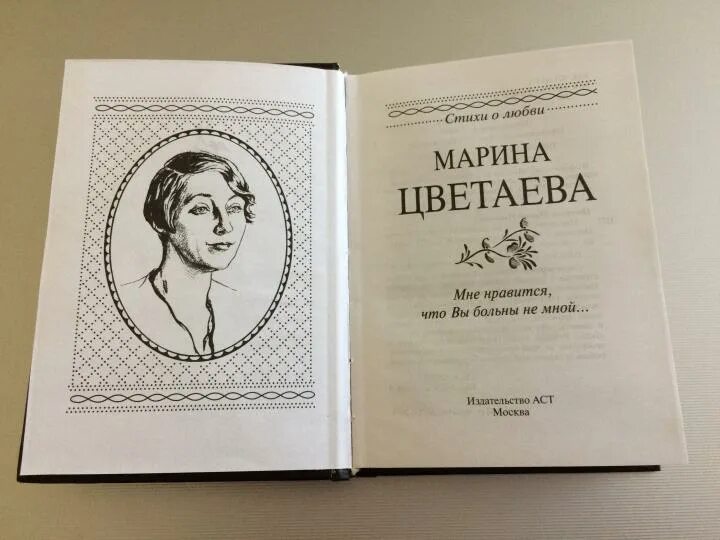 Стихи о любви
МАРИНА
ЦВЕТАЕВА
Мне нравится,
что Вы больны не мной...
Издательство АСТ
Москва